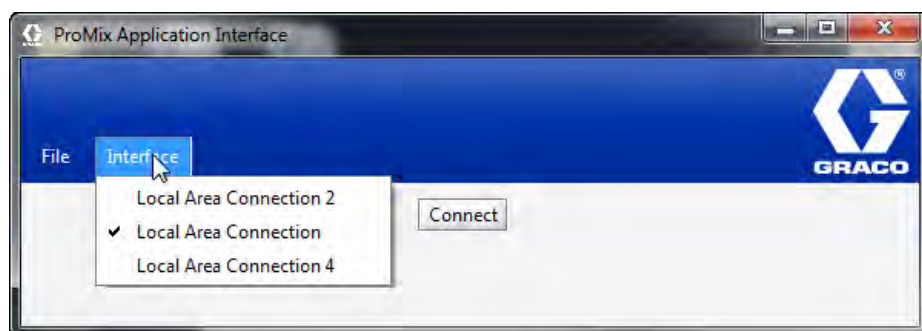 ProMix Application Interface
®
GRACO
File Interface
Local Area Connection 2
Connect
Local Area Connection
Local Area Connection 4